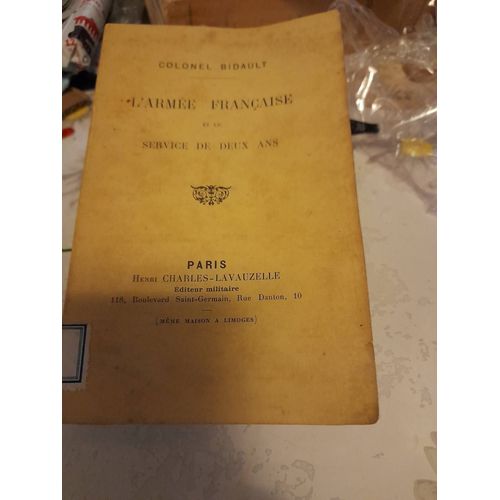 COLONEL BIDAULT
L'ARMÉE FRANÇAISE
ET LE
SERVICE DE DEUX ANS
PARIS
HENRI CHARLES-LAVAUZELLE
Éditeur militaire
118, Boulevard Saint-Germain, Rue Danton, 10
(MÊME MAISON A LIMOGES)